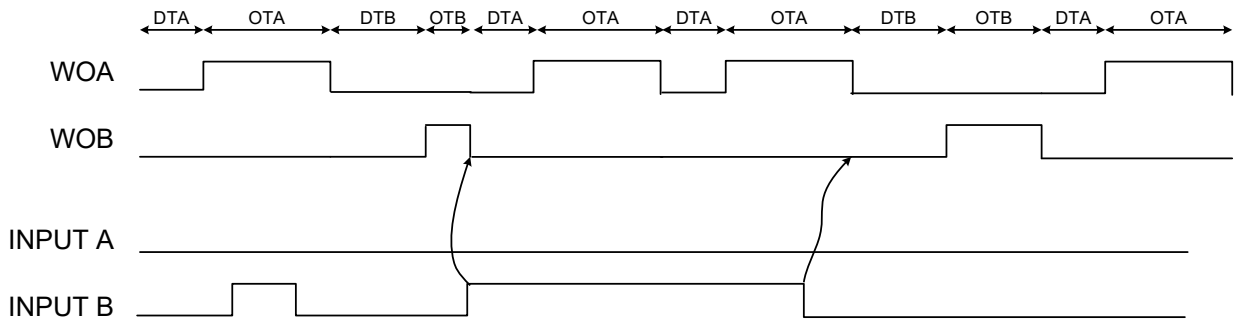 DTA OTA DTB OTB DTA OTA DTA OTA DTB OTB DTA OTA
WOA
WOB
INPUT A
INPUT B